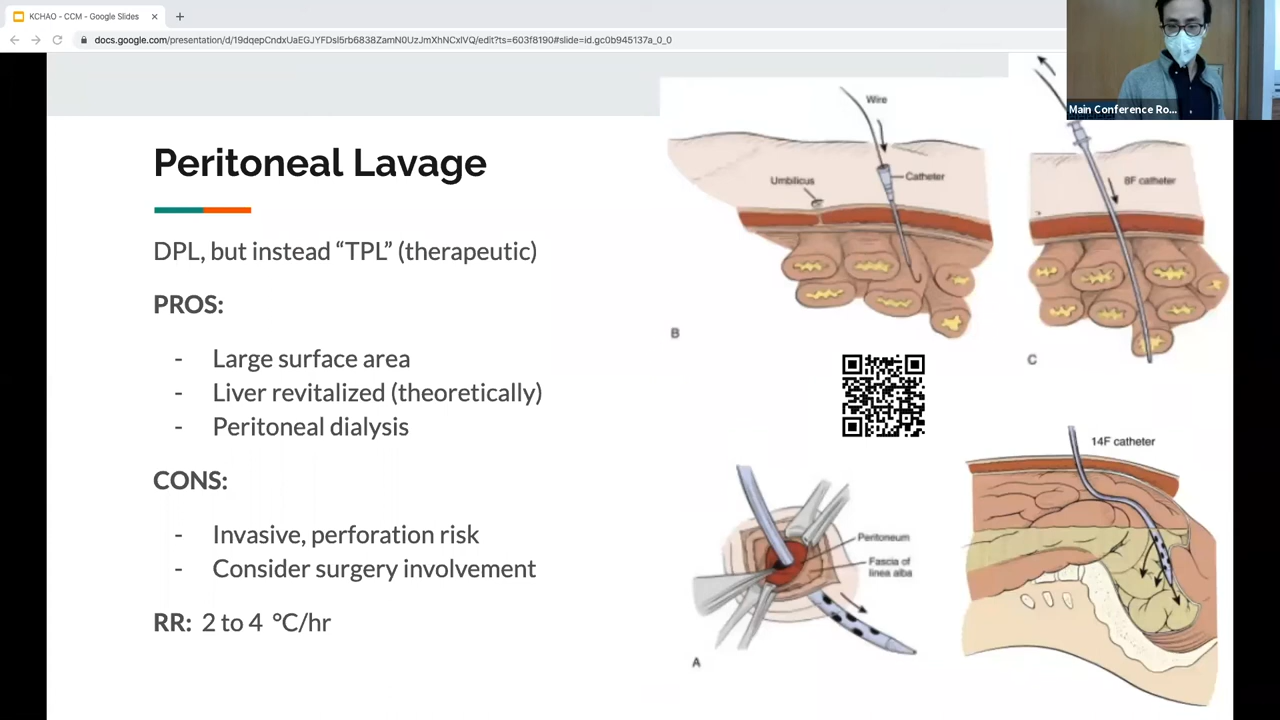 KCHAO - CCM - Google Slides
docs.google.com/presentation/d/19dqepCndxUaEGJYFDsl5rb6838ZamN0UzJmXhNCxlVQ/edit?ts=603f8190#slide=id.gc0b945137a_0_0
Main Conference Ro...
Peritoneal Lavage
DPL, but instead “TPL” (therapeutic)
PROS:
- Large surface area
- Liver revitalized (theoretically)
- Peritoneal dialysis
CONS:
- Invasive, perforation risk
- Consider surgery involvement
RR: 2 to 4 °C/hr
Wire
Umbilicus
Catheter
B
8F catheter
C
Peritoneum
Fascia of
linea alba
A
14F catheter